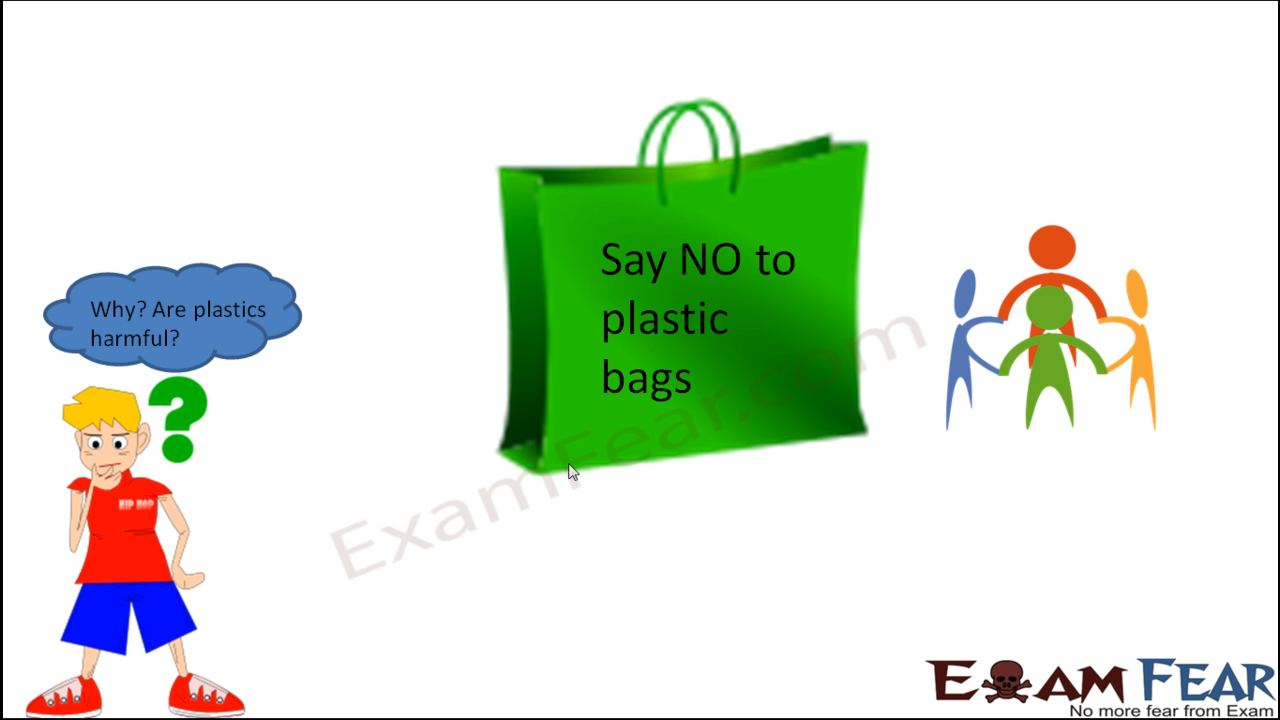 Say NO to
plastic
bags
Why? Are plastics
harmful?
HIP HOP
ExamFear.com
EXAM FEAR
No more fear from Exam